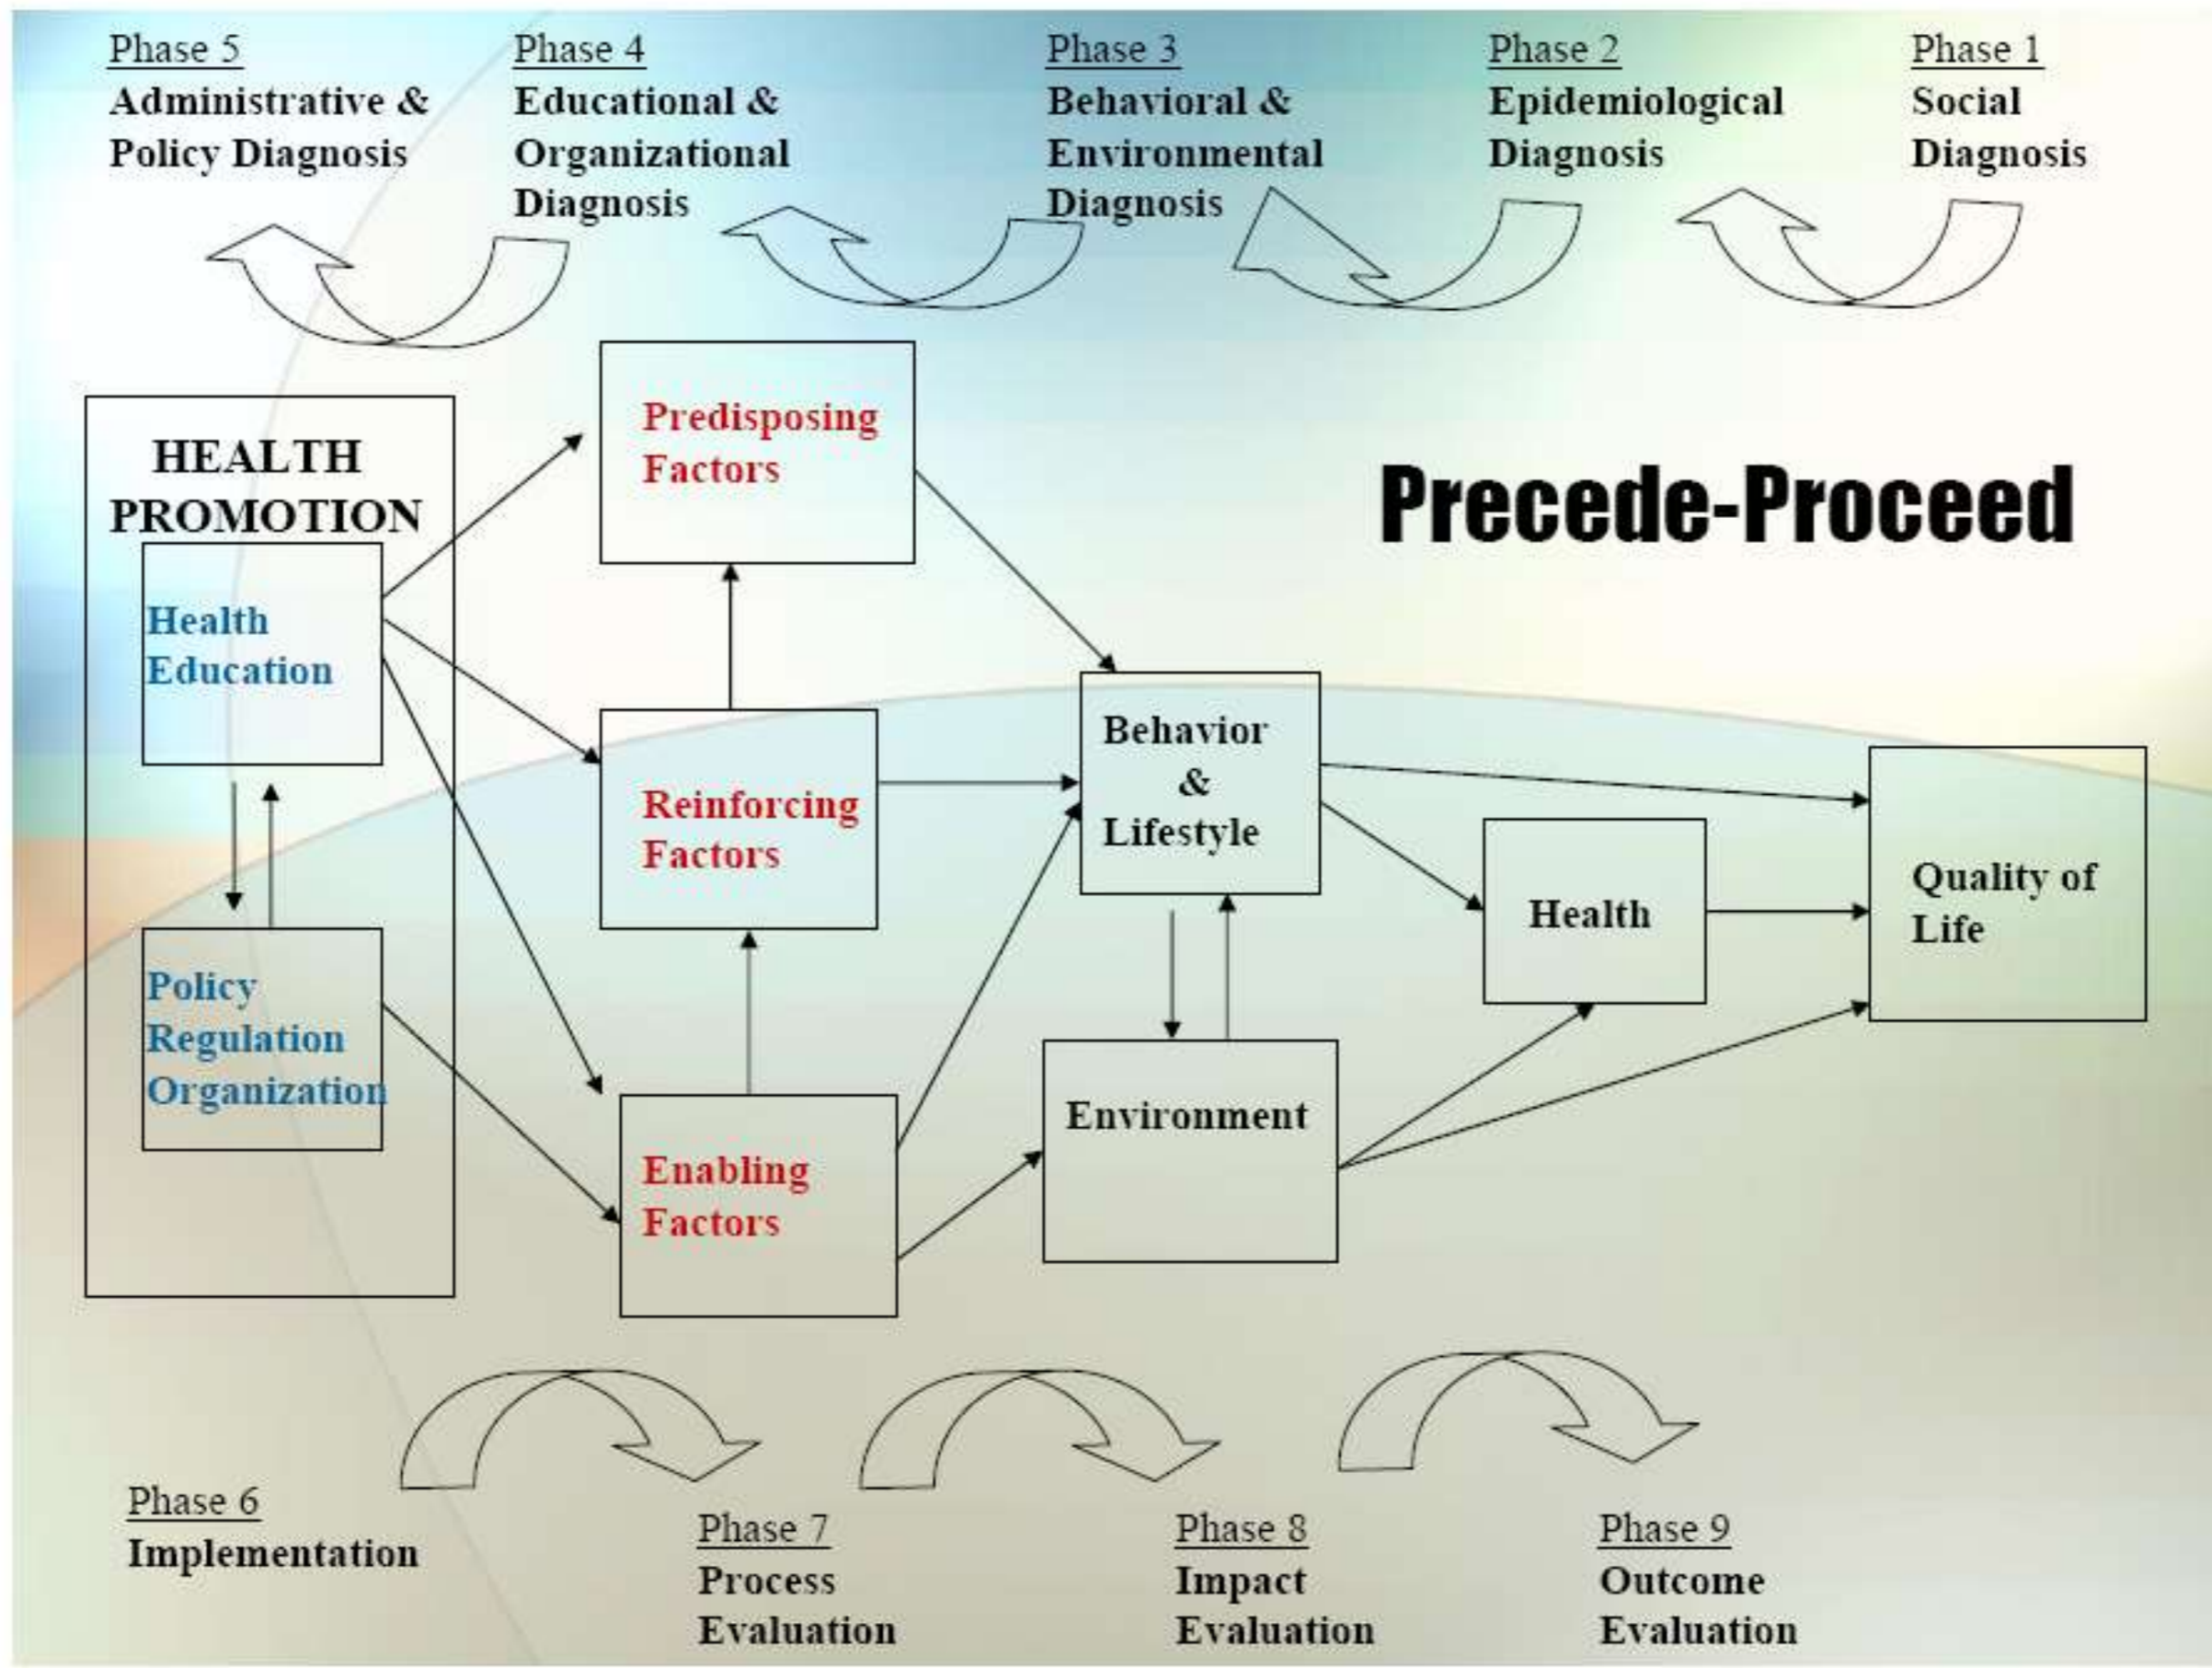 Phase 5
Administrative &
Policy Diagnosis
Phase 4
Educational &
Organizational
Diagnosis
Phase 3
Behavioral &
Environmental
Diagnosis
Phase 2
Epidemiological
Diagnosis
Phase 1
Social
Diagnosis
HEALTH
PROMOTION
Health
Education
Policy
Regulation
Organization
Predisposing
Factors
Reinforcing
Factors
Enabling
Factors
Precede-Proceed
Behavior
&
Lifestyle
Environment
Health
Quality of
Life
Phase 6
Implementation
Phase 7
Process
Evaluation
Phase 8
Impact
Evaluation
Phase 9
Outcome
Evaluation